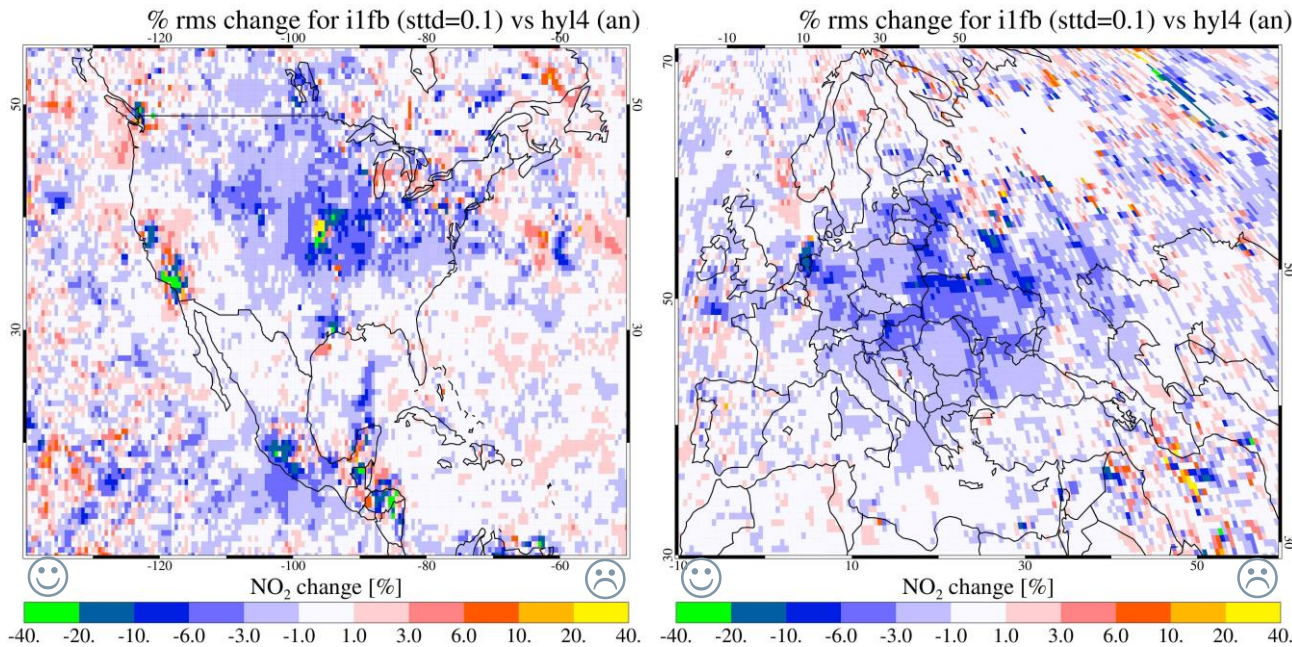 % rms change for i1fb (sttd=0.1) vs hyl4 (an)
-120 -100 -80 -60
50 50
30 30
-120 -100 -80 -60
NO₂ change [%]
-40. -20. -10. -6.0 -3.0 -1.0 1.0 3.0 6.0 10. 20. 40.
% rms change for i1fb (sttd=0.1) vs hyl4 (an)
-10 10 30 50
70
50 50
30 30
-10 10 30 50
NO₂ change [%]
-40. -20. -10. -6.0 -3.0 -1.0 1.0 3.0 6.0 10. 20. 40.